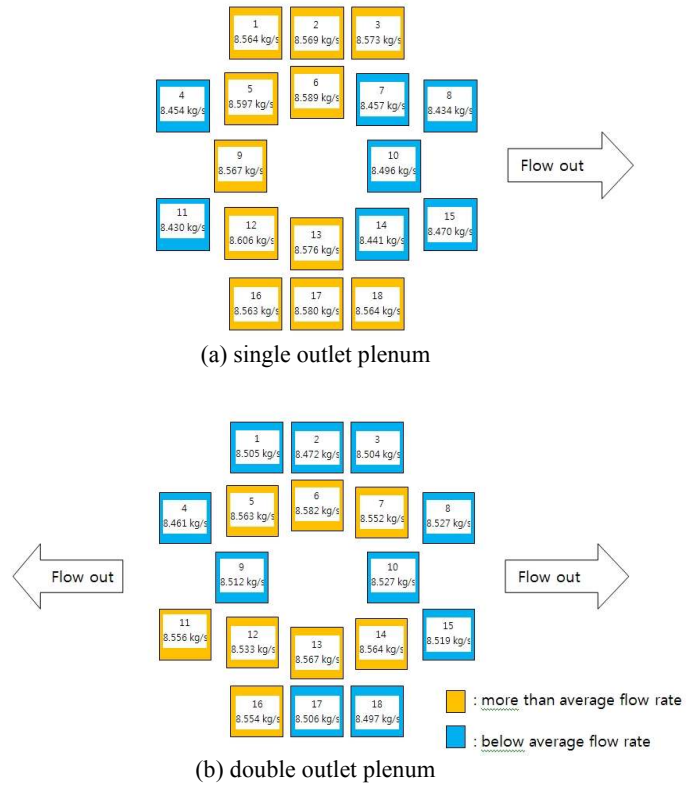 1
8.564 kg/s
2
8.569 kg/s
3
8.573 kg/s
4
8.454 kg/s
5
8.597 kg/s
6
8.589 kg/s
7
8.457 kg/s
8
8.434 kg/s
9
8.567 kg/s
10
8.496 kg/s
Flow out
11
8.430 kg/s
12
8.606 kg/s
13
8.576 kg/s
14
8.441 kg/s
15
8.470 kg/s
16
8.563 kg/s
17
8.580 kg/s
18
8.564 kg/s
(a) single outlet plenum
1
8.505 kg/s
2
8.472 kg/s
3
8.504 kg/s
4
8.461 kg/s
5
8.563 kg/s
6
8.582 kg/s
7
8.552 kg/s
8
8.527 kg/s
Flow out
9
8.512 kg/s
10
8.527 kg/s
Flow out
11
8.556 kg/s
12
8.533 kg/s
13
8.567 kg/s
14
8.564 kg/s
15
8.519 kg/s
16
8.554 kg/s
17
8.506 kg/s
18
8.497 kg/s
: more than average flow rate
: below average flow rate
(b) double outlet plenum